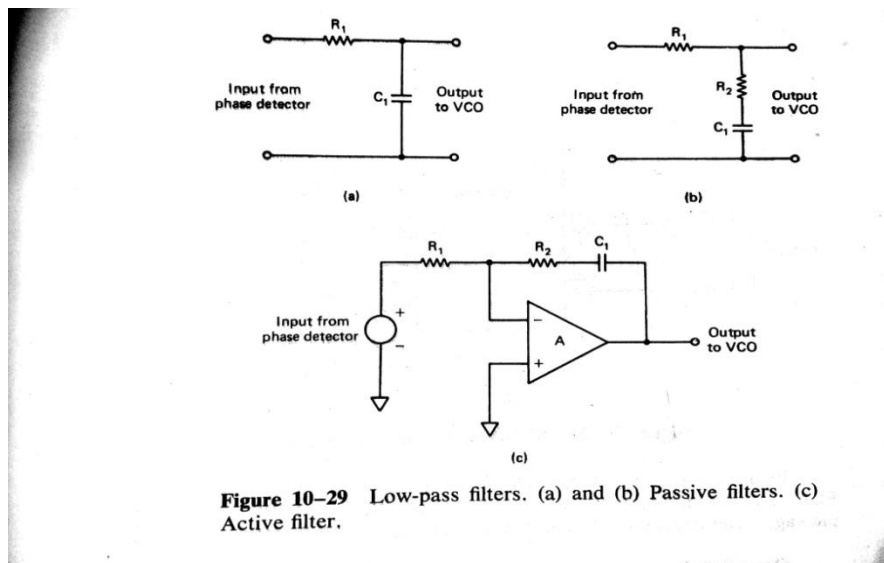 R₁
Input from
phase detector
C₁
Output
to VCO
(a)
R₁
Input from
phase detector
R₂
C₁
Output
to VCO
(b)
R₁
R₂
C₁
Input from
phase detector
+
−
−
A
+
Output
to VCO
(c)
Figure 10–29 Low-pass filters. (a) and (b) Passive filters. (c)
Active filter.